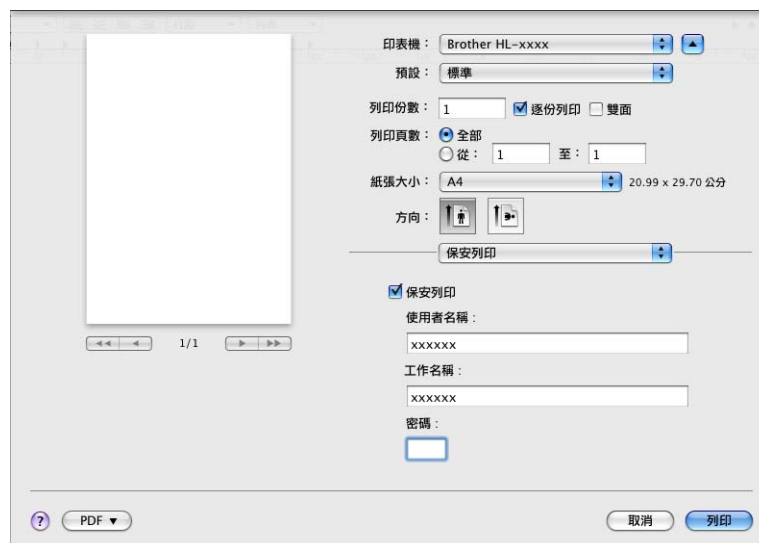 印表機： Brother HL-xxxx
預設： 標準
列印份數： 1 逐份列印 雙面
列印頁數： 全部
從： 1 至： 1
紙張大小： A4 20.99 x 29.70 公分
方向：
保安列印
保安列印
使用者名稱：
xxxxxx
工作名稱：
xxxxxx
密碼：
1/1
? PDF ▼ 取消 列印